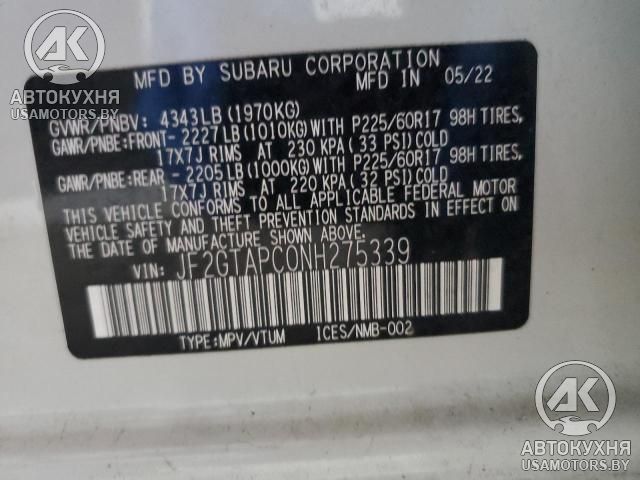 AK
АВТОКУХНЯ
USAMOTORS.BY
MFD BY SUBARU CORPORATION
MFD IN 05/22
GVWR/PNBV: 4343LB (1970KG)
GAWR/PNBE:FRONT- 2227LB (1010KG) WITH P225/60R17 98H TIRES,
17X7J RIMS AT 230 KPA (33 PSI) COLD
GAWR/PNBE:REAR - 2205LB (1000KG) WITH P225/60R17 98H TIRES,
17X7J RIMS AT 220 KPA (32 PSI) COLD
THIS VEHICLE CONFORMS TO ALL APPLICABLE FEDERAL MOTOR
VEHICLE SAFETY AND THEFT PREVENTION STANDARDS IN EFFECT ON
THE DATE OF MANUFACTURE SHOWN ABOVE.
VIN: JF2GTAPC0NH275339
TYPE:MPV/VTUM ICES/NMB-002
AK
АВТОКУХНЯ
USAMOTORS.BY